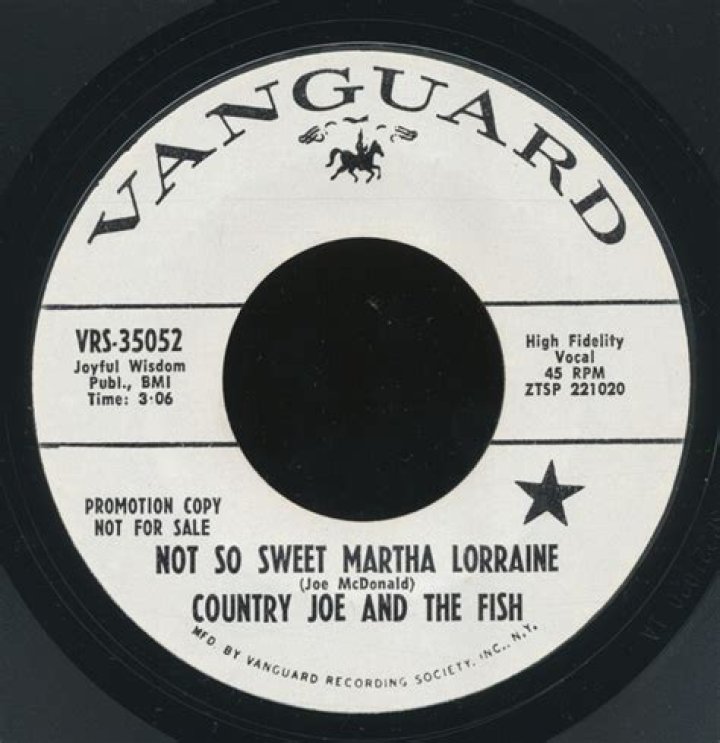 VANGUARD
VRS-35052
Joyful Wisdom
Publ., BMI
Time: 3·06
High Fidelity
Vocal
45 RPM
ZTSP 221020
PROMOTION COPY
NOT FOR SALE
NOT SO SWEET MARTHA LORRAINE
(Joe McDonald)
COUNTRY JOE AND THE FISH
MFD. BY VANGUARD RECORDING SOCIETY, INC., N.Y.